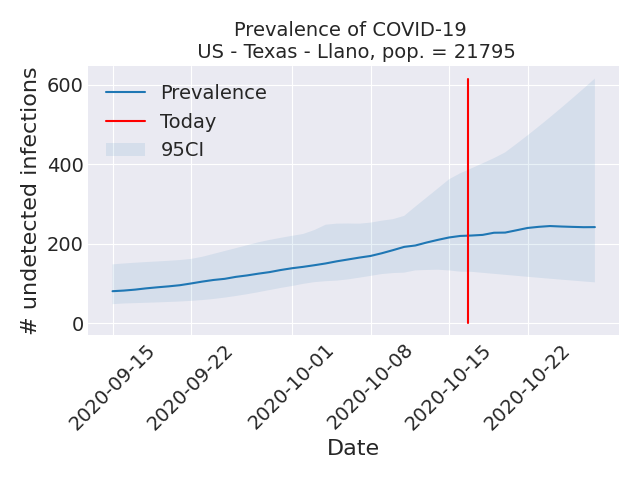 Prevalence of COVID-19
US - Texas - Llano, pop. = 21795
# undetected infections
600
400
200
0
Prevalence
Today
95CI
2020-09-15
2020-09-22
2020-10-01
2020-10-08
2020-10-15
2020-10-22
Date